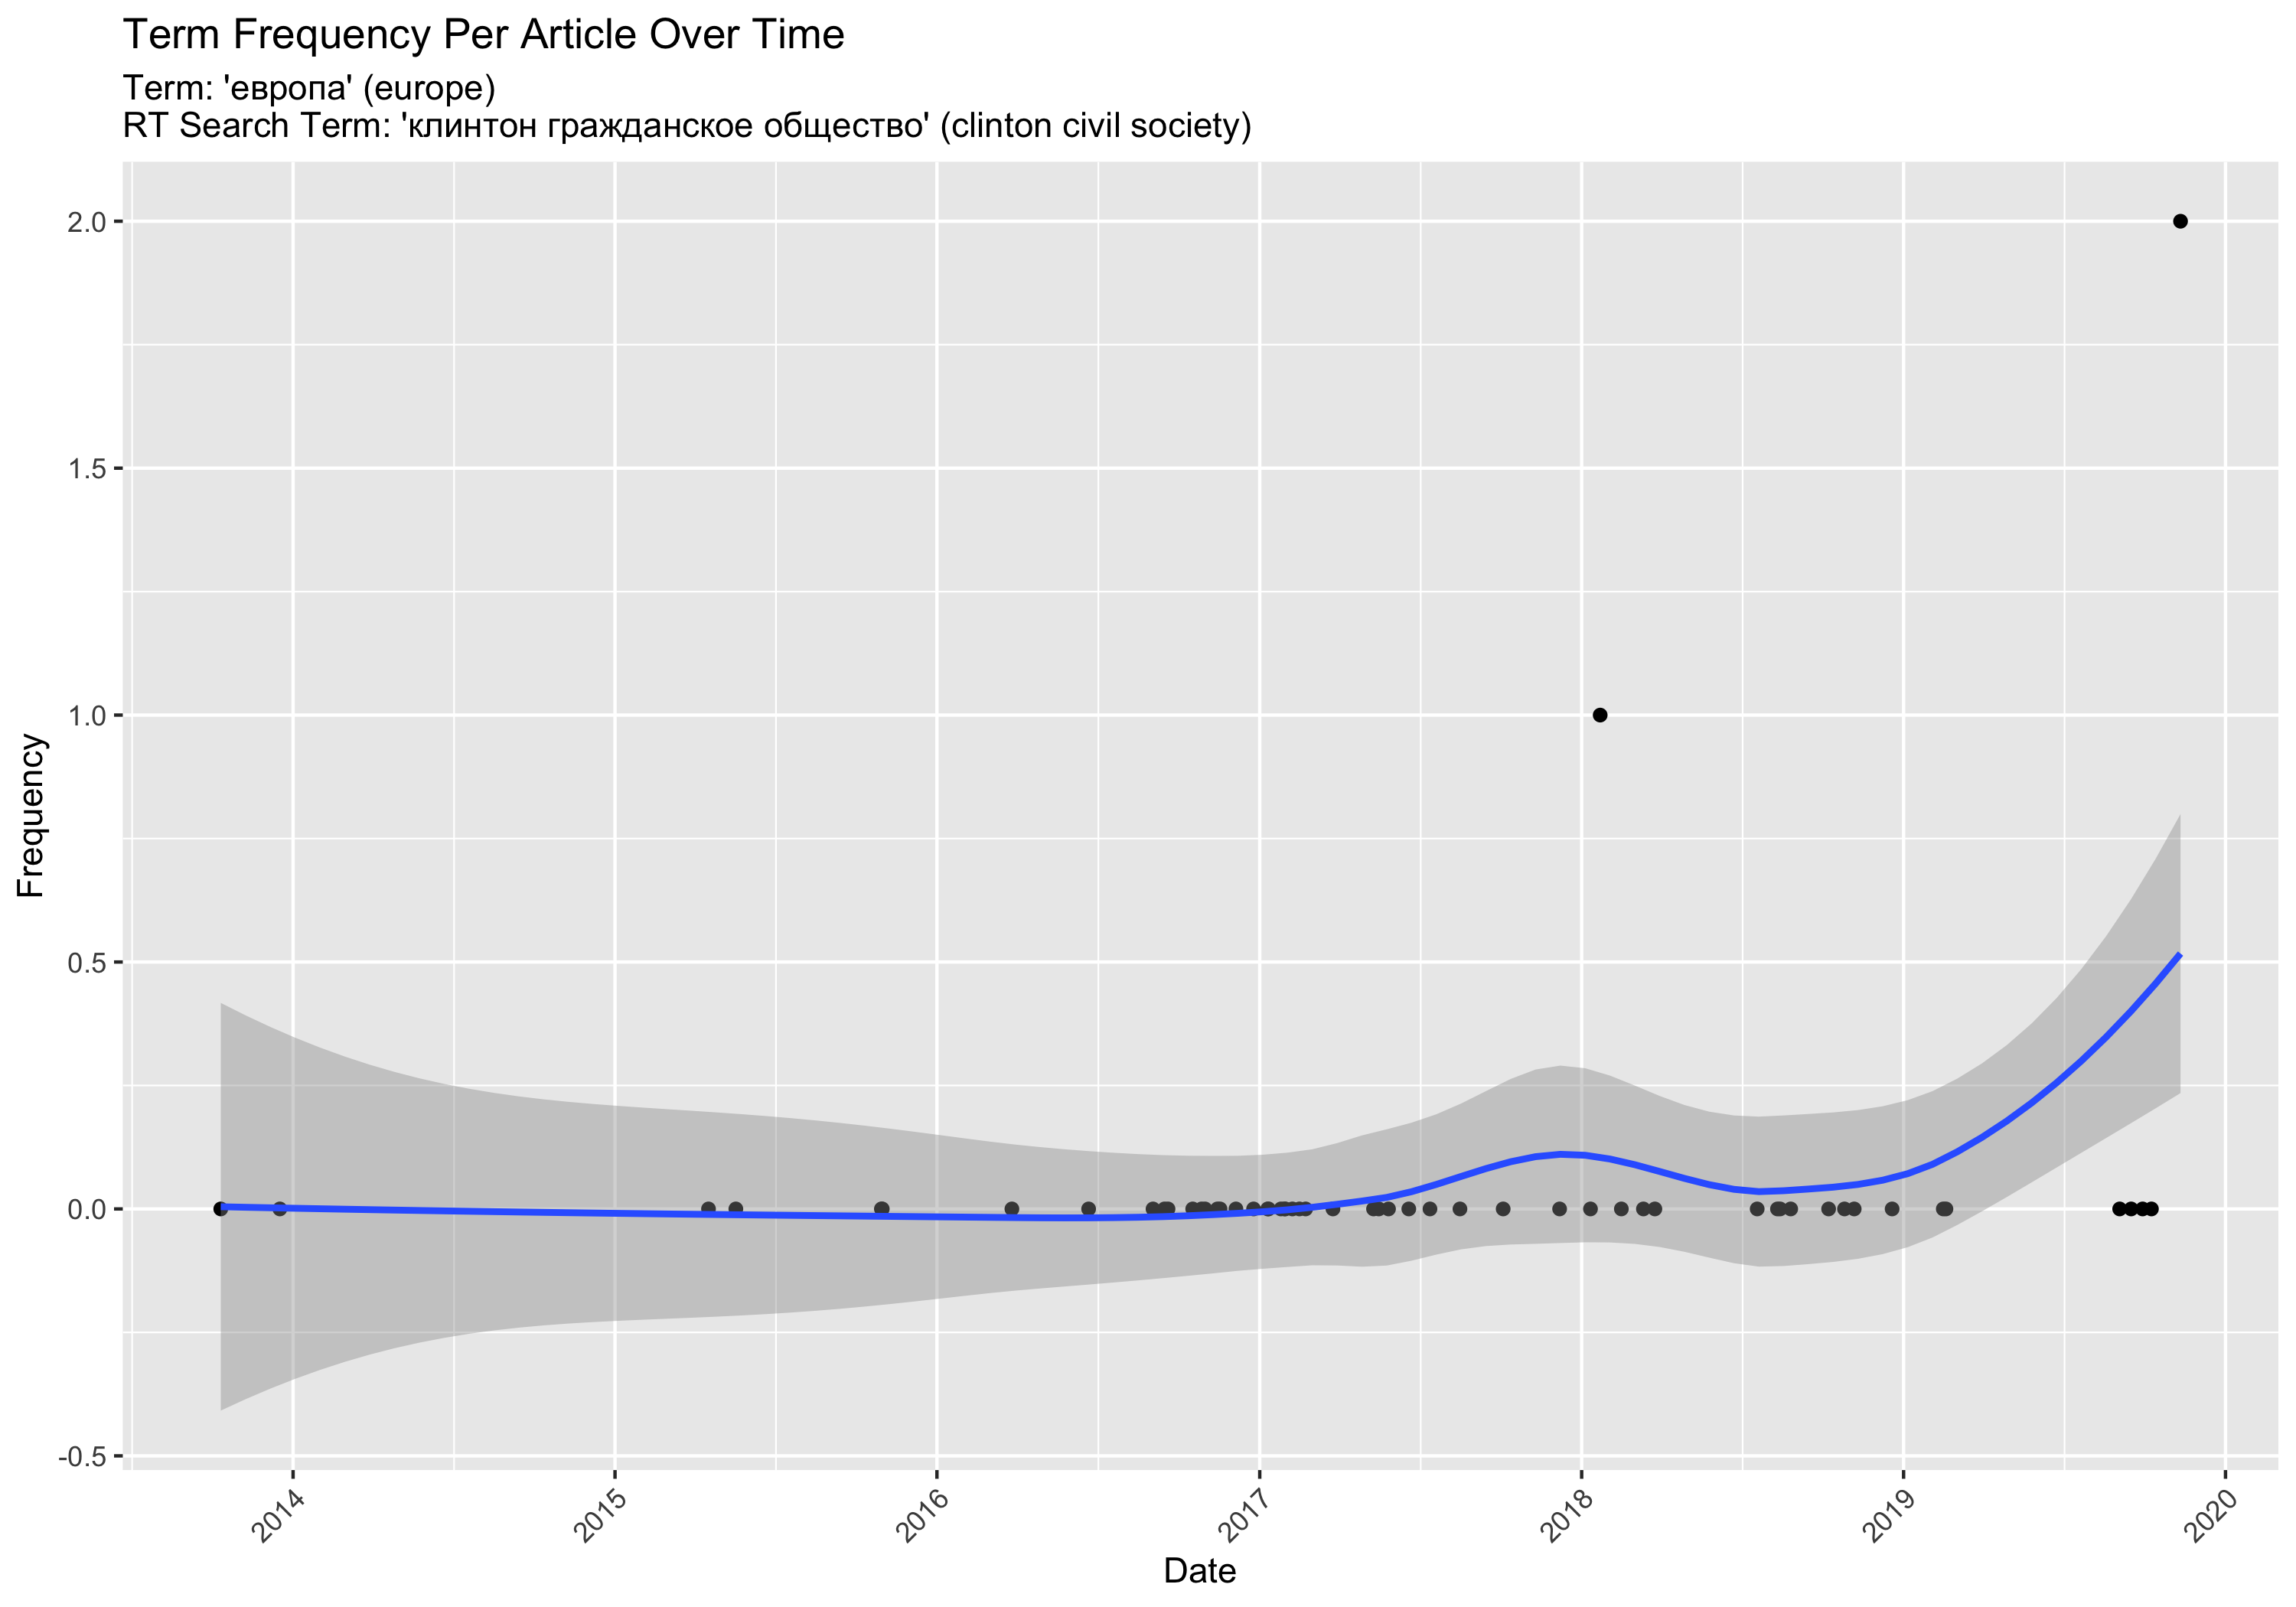 Term Frequency Per Article Over Time
Term: 'европа' (europe)
RT Search Term: 'клинтон гражданское общество' (clinton civil society)
Frequency
2.0
1.5
1.0
0.5
0.0
-0.5
2014
2015
2016
2017
2018
2019
2020
Date